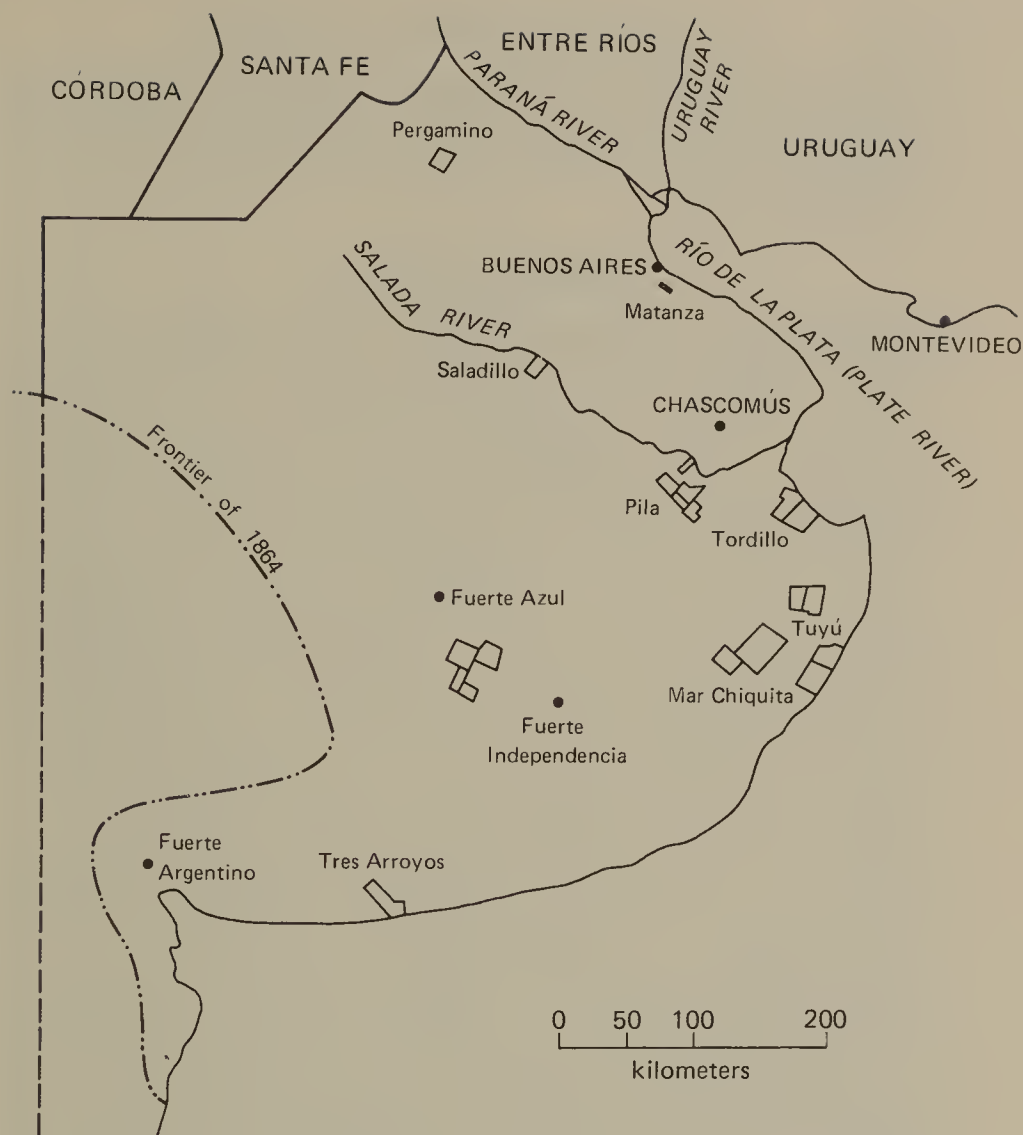 CÓRDOBA
SANTA FE
ENTRE RÍOS
PARANÁ RIVER
URUGUAY
RIVER
URUGUAY
Pergamino
SALADA RIVER
BUENOS AIRES
Matanza
RÍO DE LA PLATA (PLATE RIVER)
MONTEVIDEO
Saladillo
CHASCOMÚS
Frontier of 1864
Pila
Tordillo
Fuerte Azul
Tuyú
Mar Chiquita
Fuerte
Independencia
Fuerte
Argentino
Tres Arroyos
0 50 100 200
kilometers